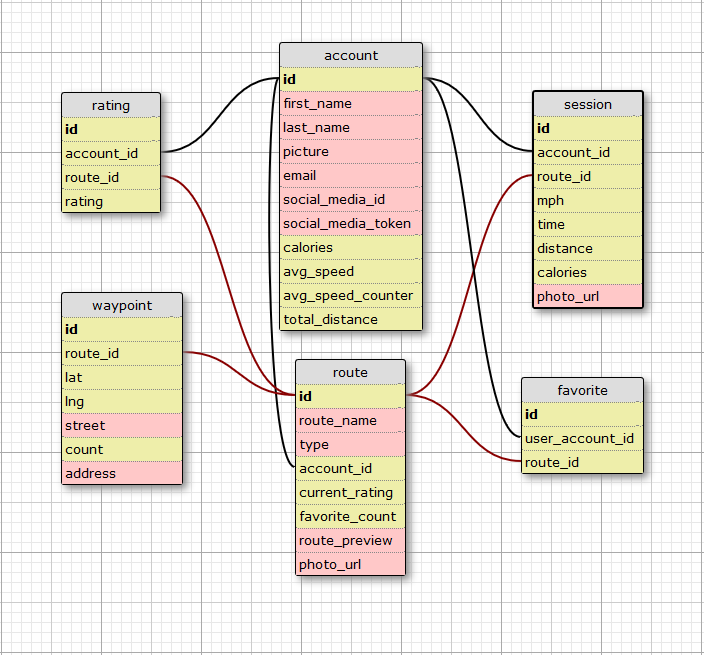 account
id
first_name
last_name
picture
email
social_media_id
social_media_token
calories
avg_speed
avg_speed_counter
total_distance
rating
id
account_id
route_id
rating
session
id
account_id
route_id
mph
time
distance
calories
photo_url
waypoint
id
route_id
lat
lng
street
count
address
route
id
route_name
type
account_id
current_rating
favorite_count
route_preview
photo_url
favorite
id
user_account_id
route_id